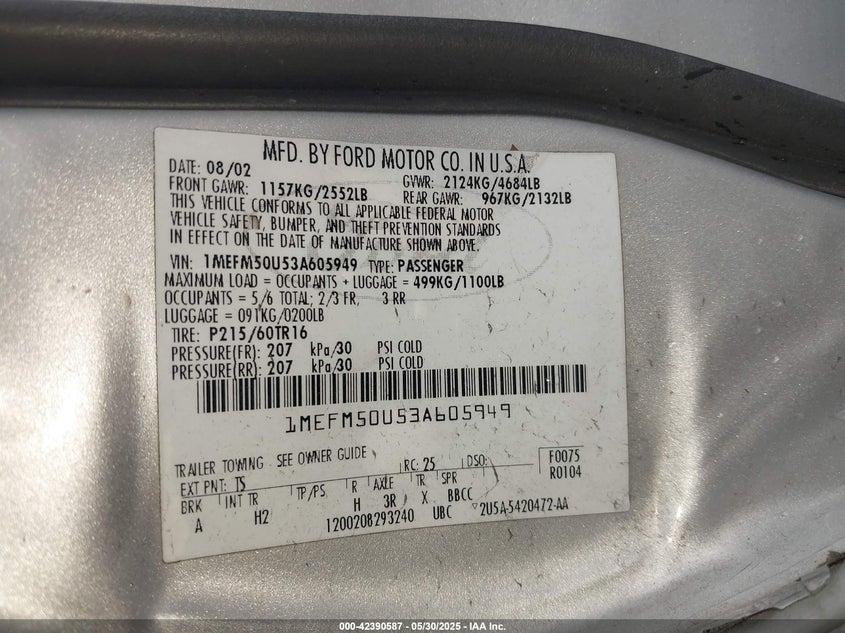 MFD. BY FORD MOTOR CO. IN U.S.A.
DATE: 08/02 GVWR: 2124KG/4684LB
FRONT GAWR: 1157KG/2552LB REAR GAWR: 967KG/2132LB
THIS VEHICLE CONFORMS TO ALL APPLICABLE FEDERAL MOTOR
VEHICLE SAFETY, BUMPER, AND THEFT PREVENTION STANDARDS
IN EFFECT ON THE DATE OF MANUFACTURE SHOWN ABOVE.
VIN: 1MEFM50U53A605949 TYPE: PASSENGER
MAXIMUM LOAD = OCCUPANTS + LUGGAGE = 499KG/1100LB
OCCUPANTS = 5/6 TOTAL; 2/3 FR, 3 RR
LUGGAGE = 091KG/0200LB
TIRE: P215/60TR16
PRESSURE(FR): 207 kPa/30 PSI COLD
PRESSURE(RR): 207 kPa/30 PSI COLD
1MEFM50U53A605949
TRAILER TOWING - SEE OWNER GUIDE
EXT PNT: TS RC: 25 DSO: F0075
BRK INT TR TP/PS R AXLE TR SPR R0104
A H2 H 3R X BBCC
1200208293240 UBC 2U5A-5420472-AA
000-42390587 - 05/30/2025 - IAA Inc.